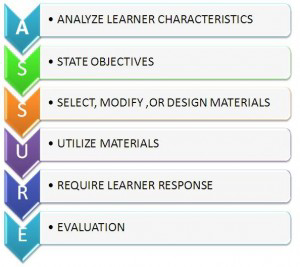 A • ANALYZE LEARNER CHARACTERISTICS
S • STATE OBJECTIVES
S • SELECT, MODIFY ,OR DESIGN MATERIALS
U • UTILIZE MATERIALS
R • REQUIRE LEARNER RESPONSE
E • EVALUATION